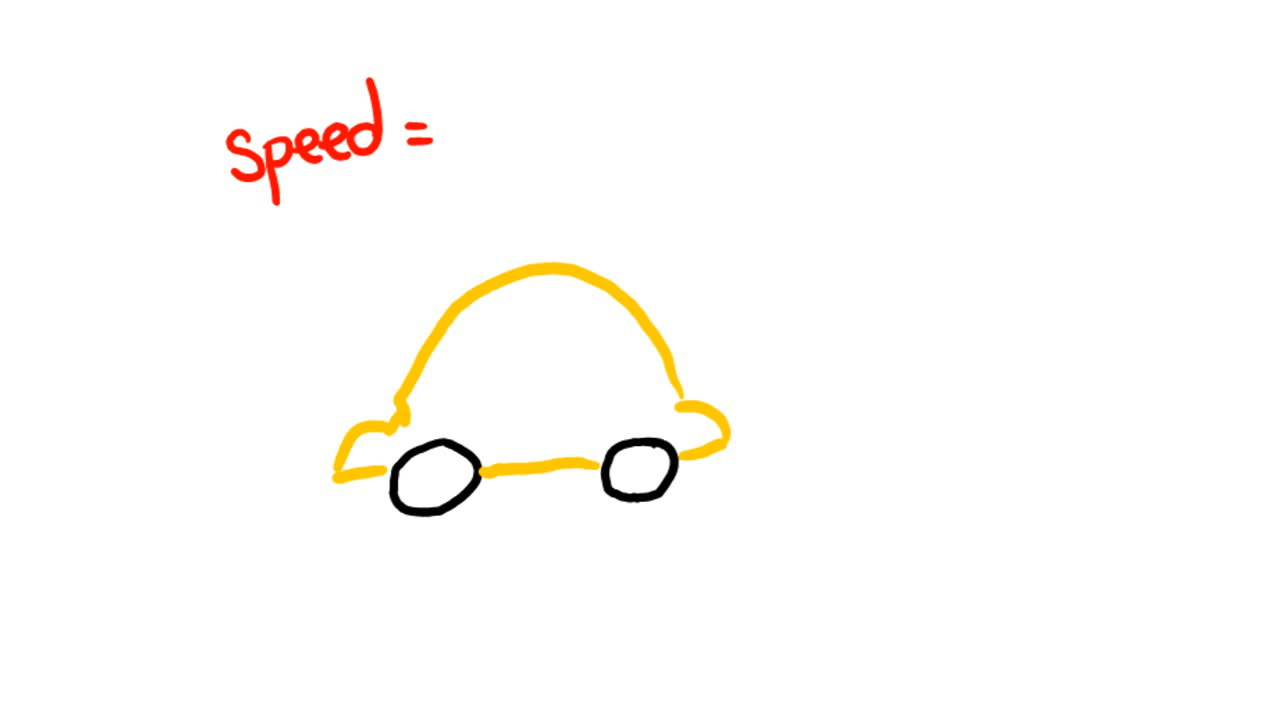 Speed =